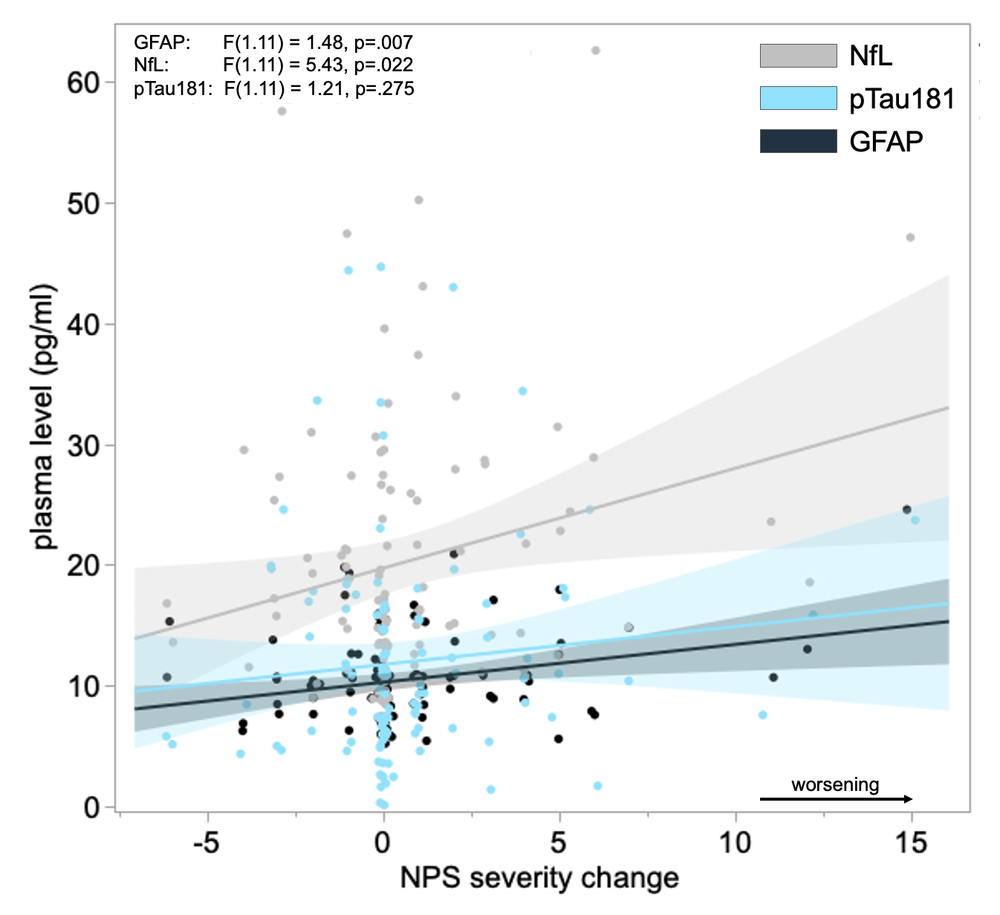 GFAP: F(1.11) = 1.48, p=.007
NfL: F(1.11) = 5.43, p=.022
pTau181: F(1.11) = 1.21, p=.275
NfL
pTau181
GFAP
60
50
40
30
20
10
0
plasma level (pg/ml)
worsening
-5 0 5 10 15
NPS severity change